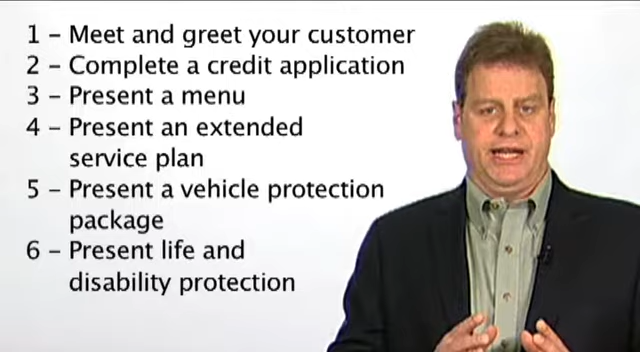 1 – Meet and greet your customer
2 – Complete a credit application
3 – Present a menu
4 – Present an extended
service plan
5 – Present a vehicle protection
package
6 – Present life and
disability protection